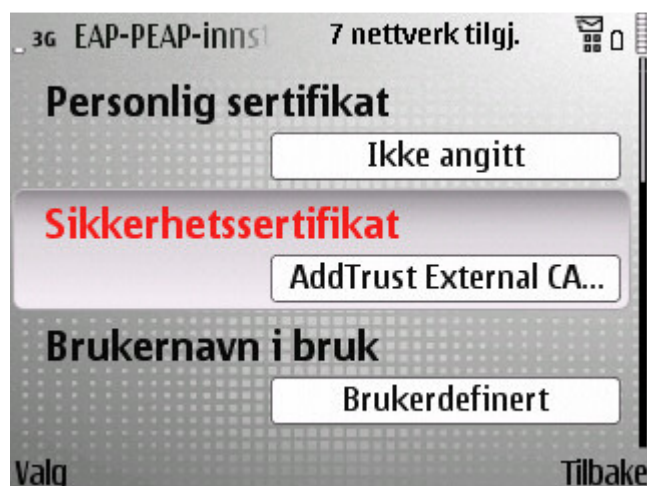 3G EAP-PEAP-innst 7 nettverk tilgj.
Personlig sertifikat
Ikke angitt
Sikkerhetssertifikat
AddTrust External CA...
Brukernavn i bruk
Brukerdefinert
Valg Tilbake